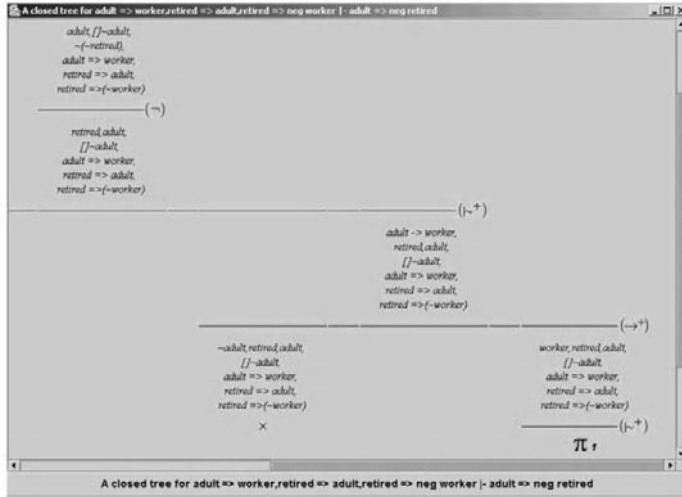 A closed tree for adult => worker,retired => adult,retired => neg worker |- adult => neg retired
adult, []~adult,
~(~retired),
adult => worker,
retired => adult,
retired =>(~worker)
(¬)
retired,adult,
[]~adult,
adult => worker,
retired => adult,
retired =>(~worker)
(|~⁺)
adult -> worker,
retired,adult,
[]~adult,
adult => worker,
retired => adult,
retired =>(~worker)
(→⁺)
~adult,retired,adult,
[]~adult,
adult => worker,
retired => adult,
retired =>(~worker)
×
worker,retired,adult,
[]~adult,
adult => worker,
retired => adult,
retired =>(~worker)
(|~⁺)
π 1
A closed tree for adult => worker,retired => adult,retired => neg worker |- adult => neg retired